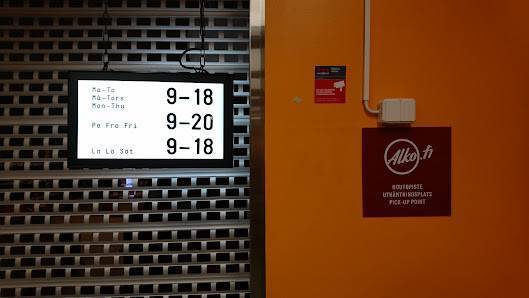 Ma-To
Må-Tors
Mon-Thu
9-18
Pe Fre Fri
9-20
La Lö Sat
9-18
Alko.fi
NOUTOPISTE
UTHÄMTNINGSPLATS
PICK-UP POINT